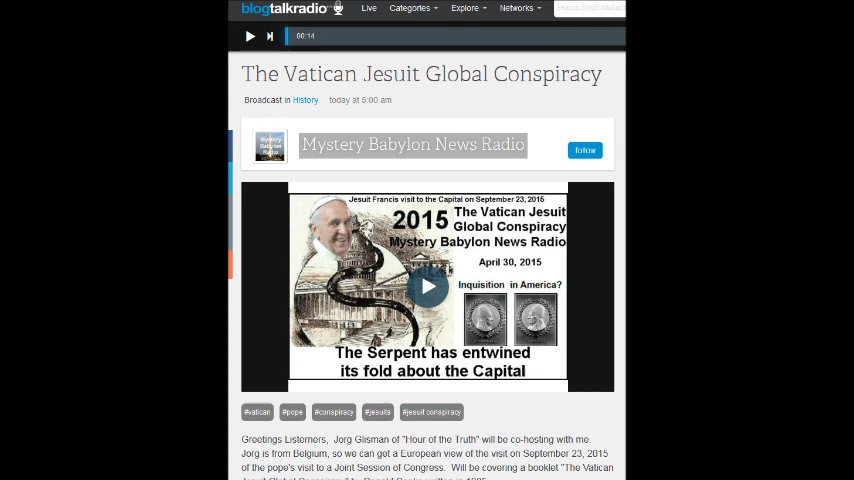 blogtalkradio Live Categories Explore Networks Search BlogTalkRadi
00:14
The Vatican Jesuit Global Conspiracy
Broadcast in History today at 5:00 am
Mystery Babylon Radio
Mystery Babylon News Radio
follow
Jesuit Francis visit to the Capital on September 23, 2015
2015 The Vatican Jesuit
Global Conspiracy
Mystery Babylon News Radio
April 30, 2015
Inquisition in America?
The Serpent has entwined
its fold about the Capital
#vatican #pope #conspiracy #jesuits #jesuit conspiracy
Greetings Listerners, Jorg Glisman of "Hour of the Truth" will be co-hosting with me.
Jorg is from Belgium, so we can get a European view of the visit on September 23, 2015
of the pope's visit to a Joint Session of Congress. Will be covering a booklet "The Vatican